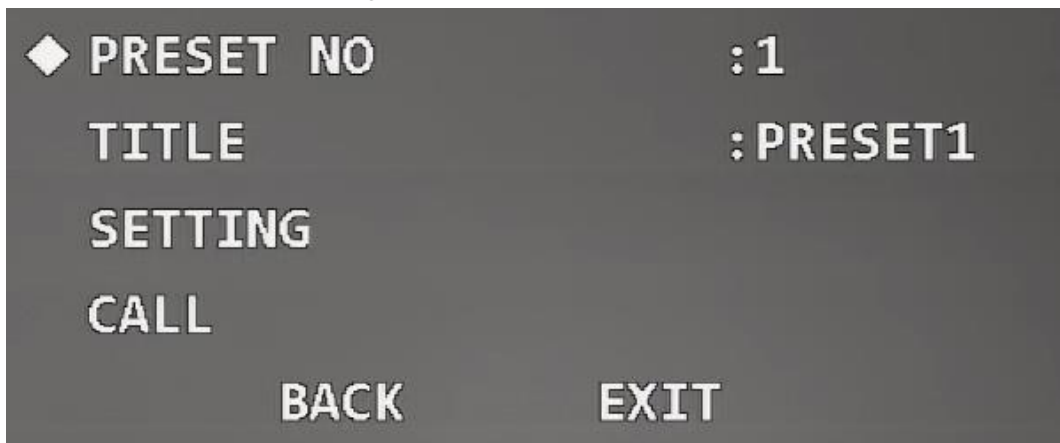 PRESET NO :1
TITLE :PRESET1
SETTING
CALL
BACK EXIT